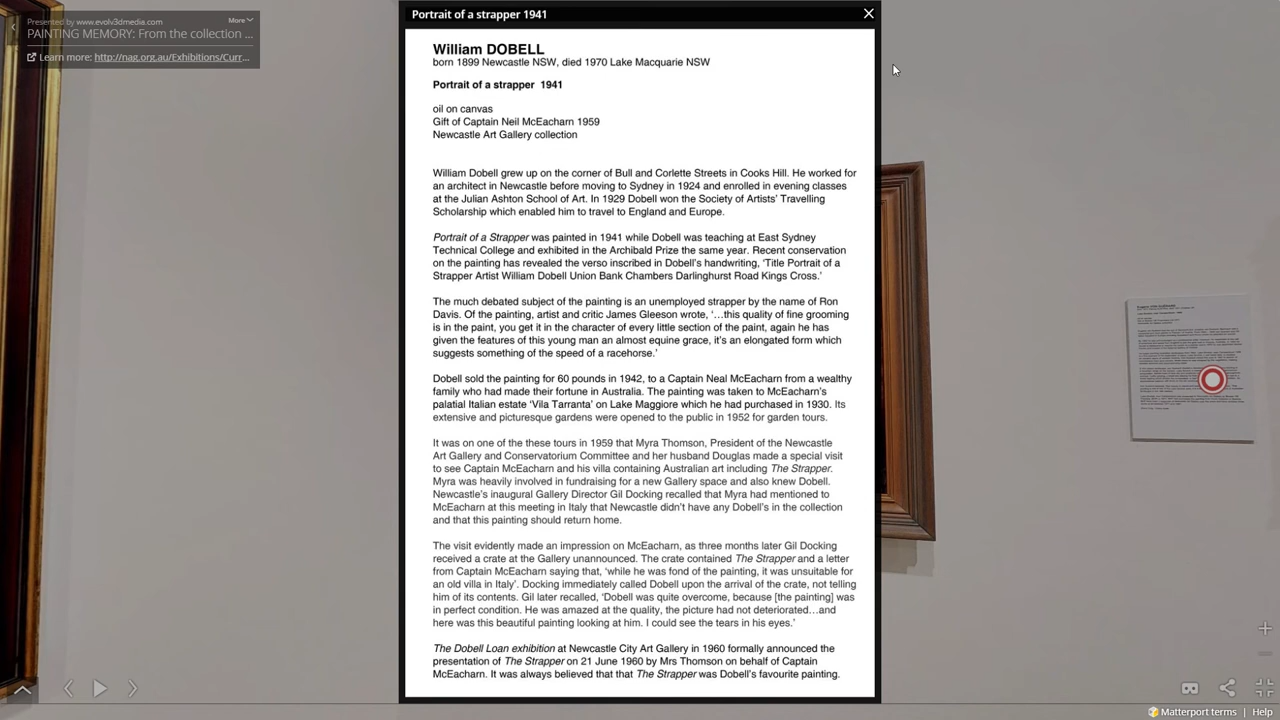 Presented by www.evolv3dmedia.com
More
PAINTING MEMORY: From the collection ...
Learn more: http://nag.org.au/Exhibitions/Curr...
Portrait of a strapper 1941
William DOBELL
born 1899 Newcastle NSW, died 1970 Lake Macquarie NSW
Portrait of a strapper 1941
oil on canvas
Gift of Captain Neil McEacharn 1959
Newcastle Art Gallery collection
William Dobell grew up on the corner of Bull and Corlette Streets in Cooks Hill. He worked for
an architect in Newcastle before moving to Sydney in 1924 and enrolled in evening classes
at the Julian Ashton School of Art. In 1929 Dobell won the Society of Artists' Travelling
Scholarship which enabled him to travel to England and Europe.
Portrait of a Strapper was painted in 1941 while Dobell was teaching at East Sydney
Technical College and exhibited in the Archibald Prize the same year. Recent conservation
on the painting has revealed the verso inscribed in Dobell's handwriting, 'Title Portrait of a
Strapper Artist William Dobell Union Bank Chambers Darlinghurst Road Kings Cross.'
The much debated subject of the painting is an unemployed strapper by the name of Ron
Davis. Of the painting, artist and critic James Gleeson wrote, '…this quality of fine grooming
is in the paint, you get it in the character of every little section of the paint, again he has
given the features of this young man an almost equine grace, it's an elongated form which
suggests something of the speed of a racehorse.'
Dobell sold the painting for 60 pounds in 1942, to a Captain Neal McEacharn from a wealthy
family who had made their fortune in Australia. The painting was taken to McEacharn's
palatial Italian estate 'Vila Tarranta' on Lake Maggiore which he had purchased in 1930. Its
extensive and picturesque gardens were opened to the public in 1952 for garden tours.
It was on one of the these tours in 1959 that Myra Thomson, President of the Newcastle
Art Gallery and Conservatorium Committee and her husband Douglas made a special visit
to see Captain McEacharn and his villa containing Australian art including The Strapper.
Myra was heavily involved in fundraising for a new Gallery space and also knew Dobell.
Newcastle's inaugural Gallery Director Gil Docking recalled that Myra had mentioned to
McEacharn at this meeting in Italy that Newcastle didn't have any Dobell's in the collection
and that this painting should return home.
The visit evidently made an impression on McEacharn, as three months later Gil Docking
received a crate at the Gallery unannounced. The crate contained The Strapper and a letter
from Captain McEacharn saying that, 'while he was fond of the painting, it was unsuitable for
an old villa in Italy'. Docking immediately called Dobell upon the arrival of the crate, not telling
him of its contents. Gil later recalled, 'Dobell was quite overcome, because [the painting] was
in perfect condition. He was amazed at the quality, the picture had not deteriorated…and
here was this beautiful painting looking at him. I could see the tears in his eyes.'
The Dobell Loan exhibition at Newcastle City Art Gallery in 1960 formally announced the
presentation of The Strapper on 21 June 1960 by Mrs Thomson on behalf of Captain
McEacharn. It was always believed that that The Strapper was Dobell's favourite painting.
Matterport terms | Help